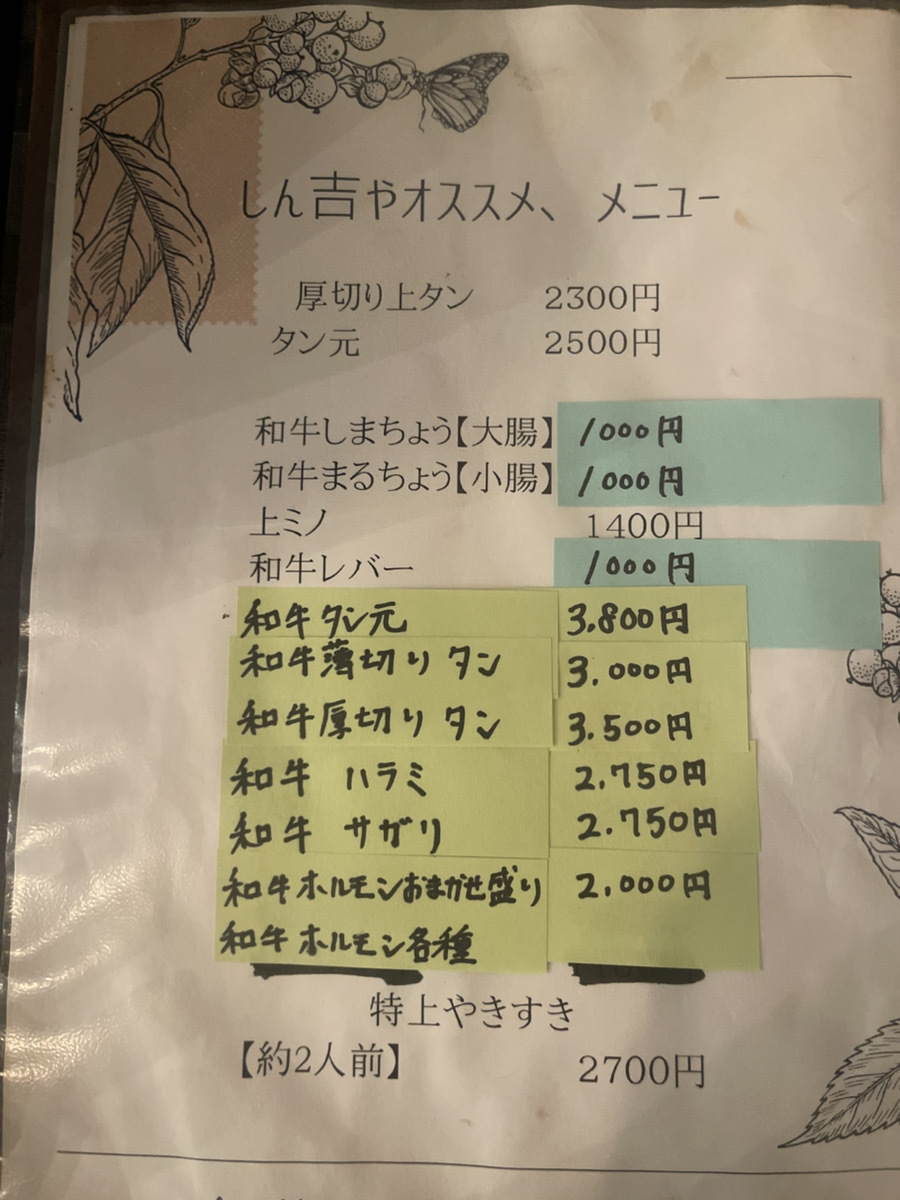 しん吉やオススメ、メニュー
厚切り上タン 2300円
タン元 2500円
和牛しまちょう【大腸】 1000円
和牛まるちょう【小腸】 1000円
上ミノ 1400円
和牛レバー 1000円
和牛タン元 3.800円
和牛薄切りタン 3.000円
和牛厚切りタン 3.500円
和牛 ハラミ 2.750円
和牛 サガリ 2.750円
和牛ホルモンおまかせ盛り 2.000円
和牛ホルモン各種
特上やきすき
【約2人前】 2700円